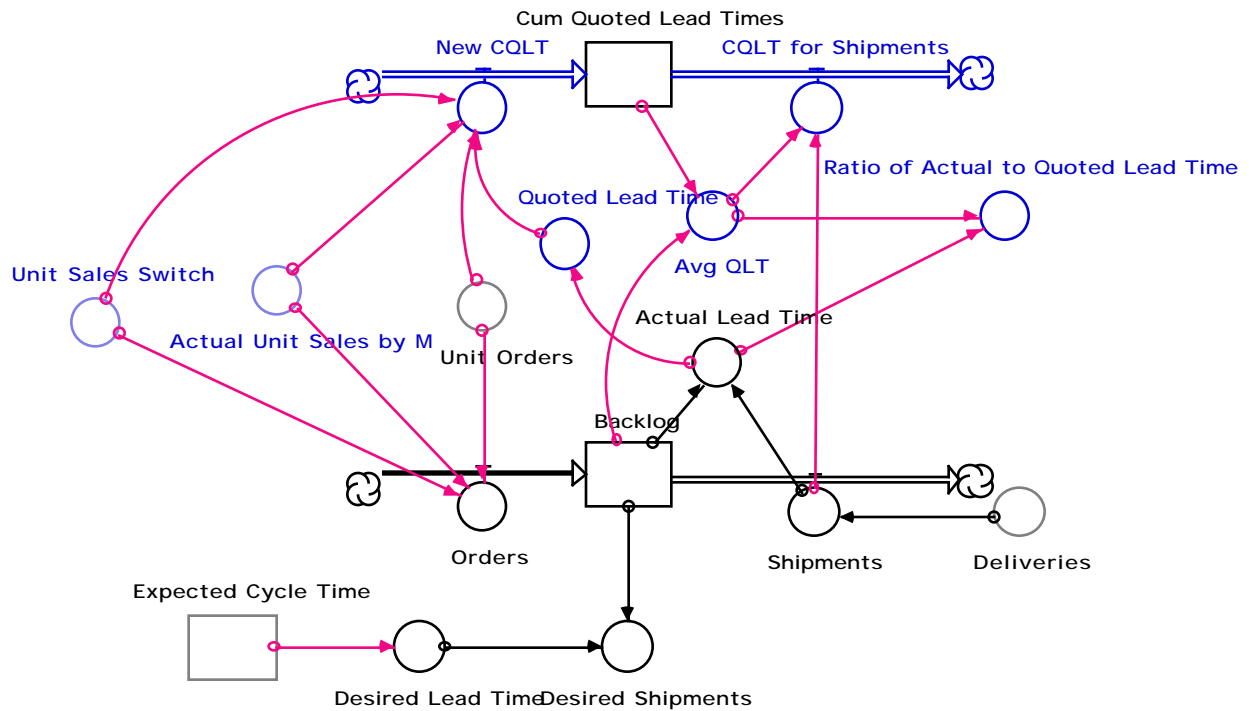 Cum Quoted Lead Times
New CQLT
CQLT for Shipments
Ratio of Actual to Quoted Lead Time
Quoted Lead Time
Avg QLT
Unit Sales Switch
Actual Lead Time
Actual Unit Sales by M
Unit Orders
Backlog
Orders
Shipments
Deliveries
Expected Cycle Time
Desired Lead Time
Desired Shipments